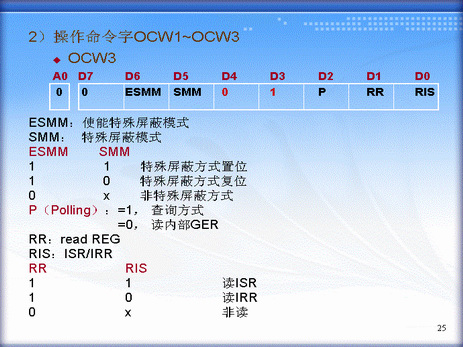 2）操作命令字OCW1~OCW3
◆ OCW3
A0 D7 D6 D5 D4 D3 D2 D1 D0
0 0 ESMM SMM 0 1 P RR RIS
ESMM：使能特殊屏蔽模式
SMM： 特殊屏蔽模式
ESMM SMM
1 1 特殊屏蔽方式置位
1 0 特殊屏蔽方式复位
0 x 非特殊屏蔽方式
P（Polling）：=1， 查询方式
=0， 读内部GER
RR：read REG
RIS：ISR/IRR
RR RIS
1 1 读ISR
1 0 读IRR
0 x 非读
25